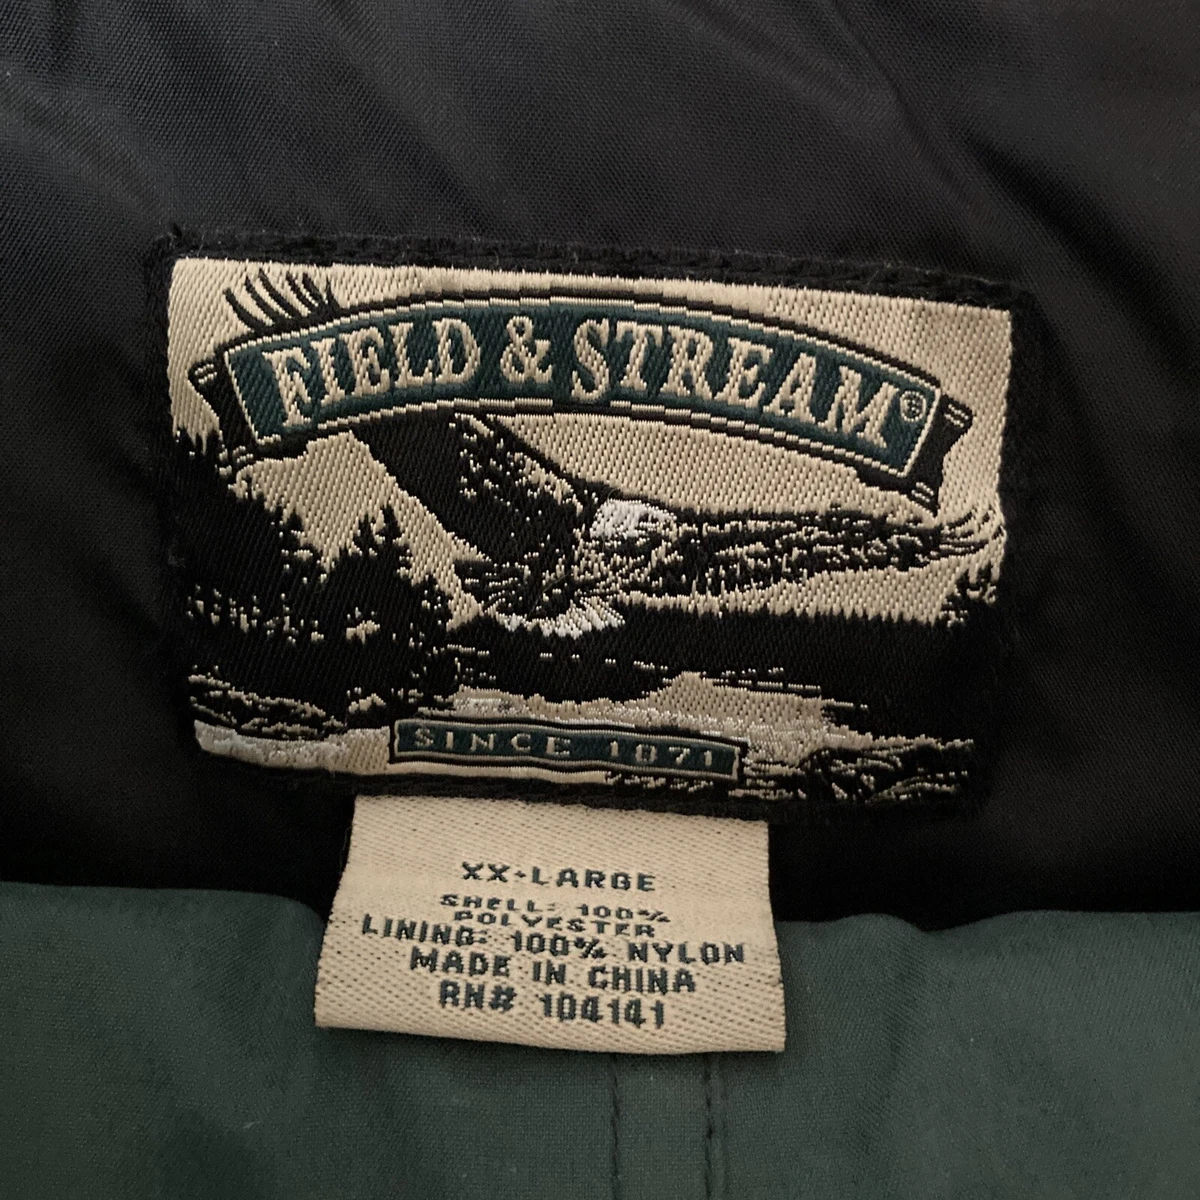 FIELD & STREAM®
SINCE 1871
XX-LARGE
SHELL: 100%
POLYESTER
LINING: 100% NYLON
MADE IN CHINA
RN# 104141